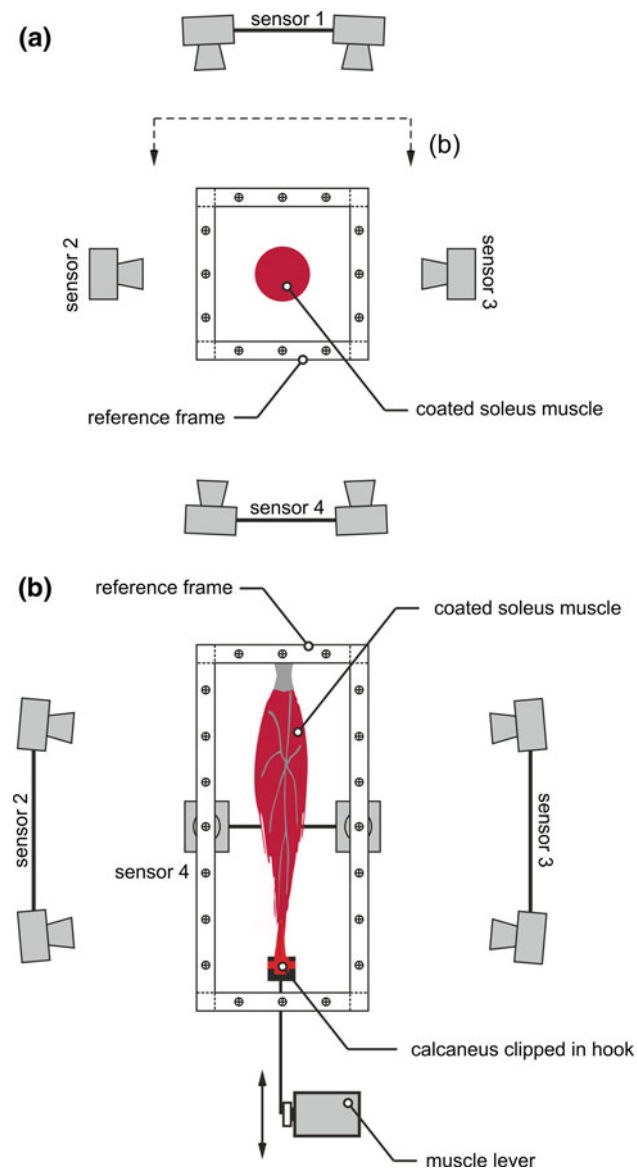 (a)
sensor 1
(b)
sensor 2
sensor 3
reference frame
coated soleus muscle
sensor 4
(b)
reference frame
coated soleus muscle
sensor 2
sensor 3
sensor 4
calcaneus clipped in hook
muscle lever